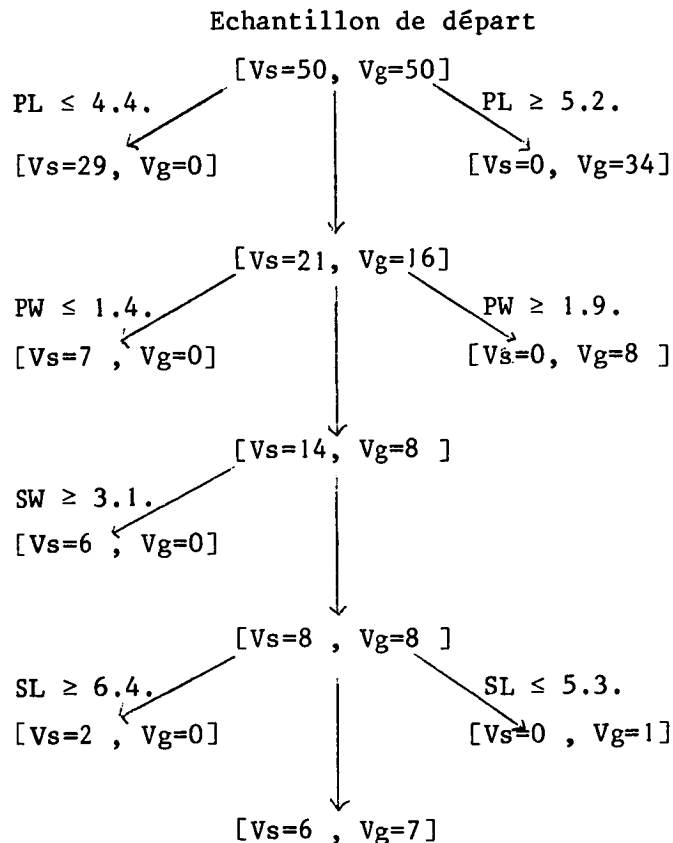 Echantillon de départ
[Vs=50, Vg=50]
PL ≤ 4.4. PL ≥ 5.2.
[Vs=29, Vg=0] [Vs=0, Vg=34]
[Vs=21, Vg=16]
PW ≤ 1.4. PW ≥ 1.9.
[Vs=7 , Vg=0] [Vs=0, Vg=8 ]
[Vs=14, Vg=8 ]
SW ≥ 3.1.
[Vs=6 , Vg=0]
[Vs=8 , Vg=8 ]
SL ≥ 6.4. SL ≤ 5.3.
[Vs=2 , Vg=0] [Vs=0 , Vg=1]
[Vs=6 , Vg=7]